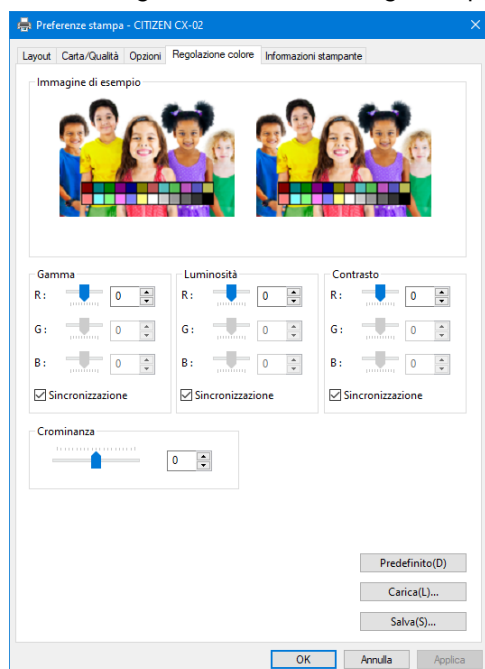 Preferenze stampa - CITIZEN CX-02
Layout Carta/Qualità Opzioni Regolazione colore Informazioni stampante
Immagine di esempio
Gamma Luminosità Contrasto
R: 0 R: 0 R: 0
G: 0 G: 0 G: 0
B: 0 B: 0 B: 0
Sincronizzazione Sincronizzazione Sincronizzazione
Crominanza
0
Predefinito(D)
Carica(L)...
Salva(S)...
OK Annulla Applica